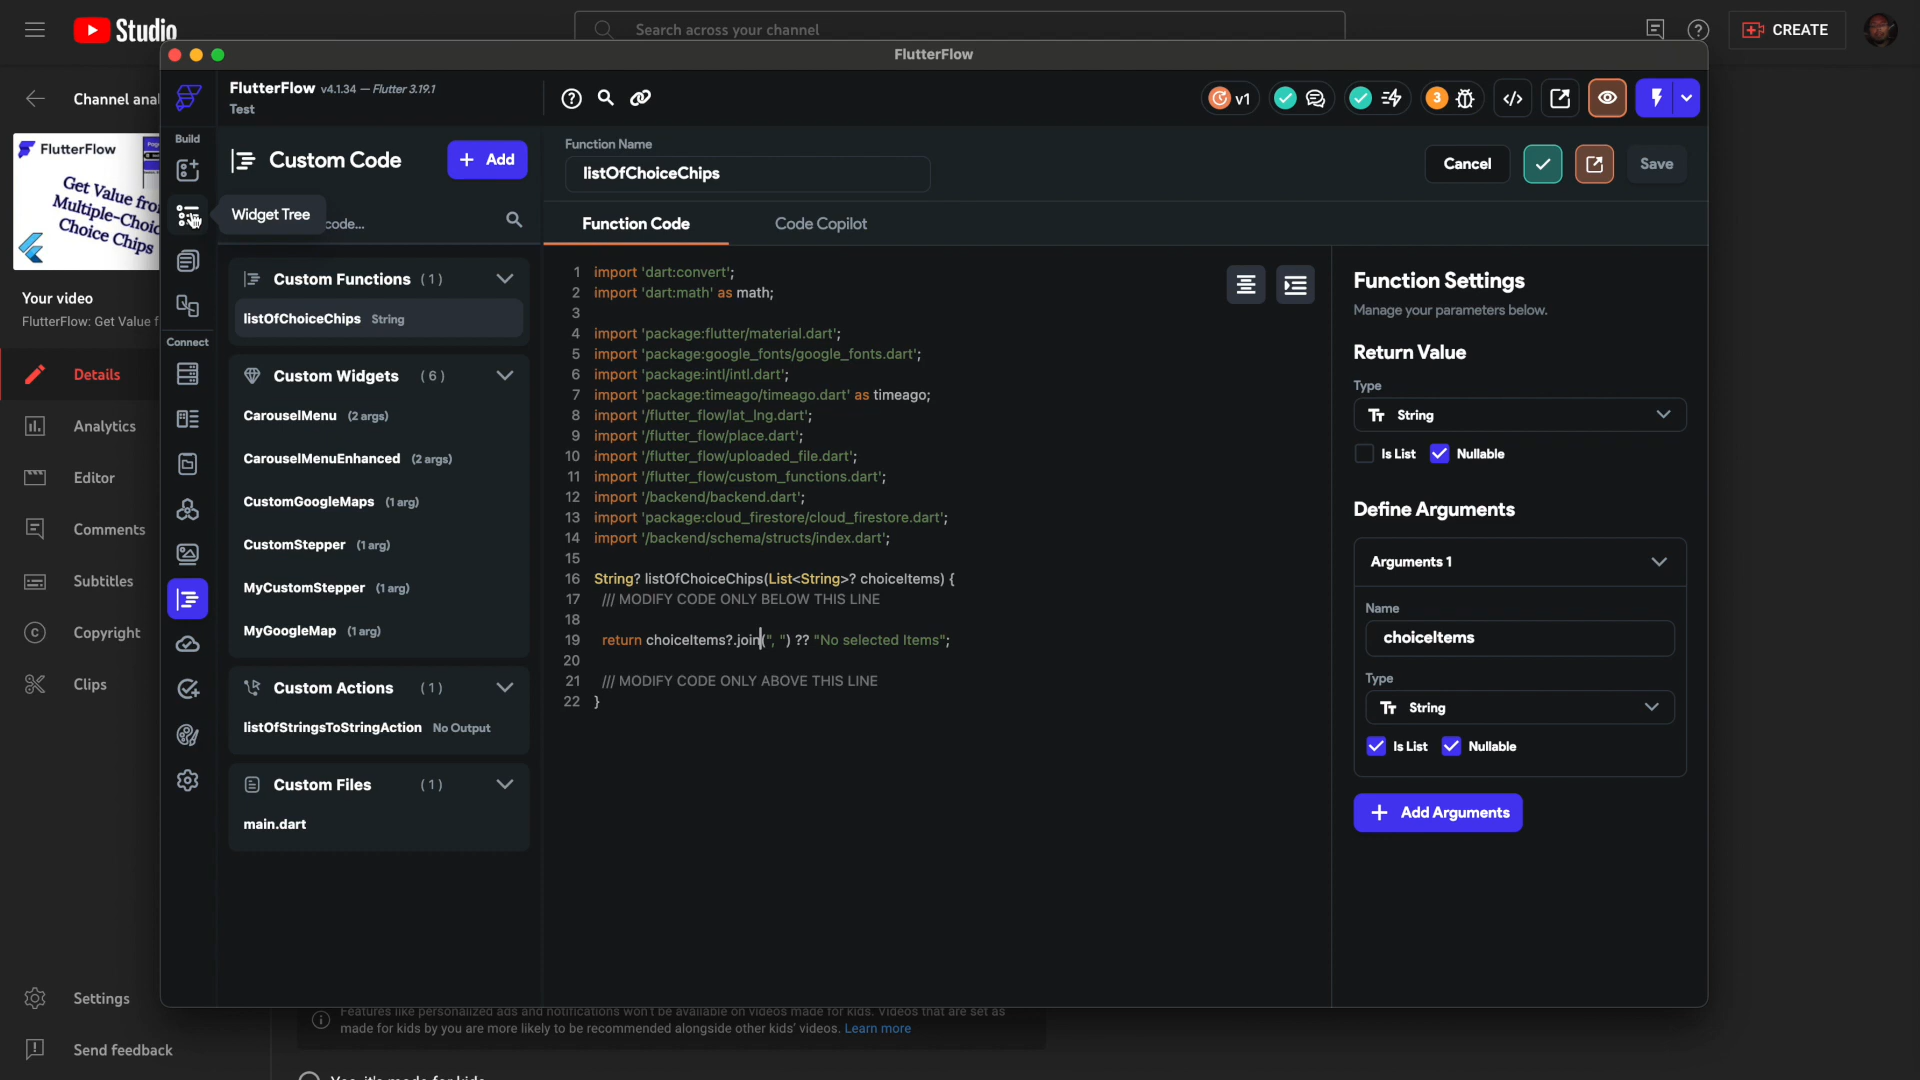 Studio
Search across your channel
CREATE
FlutterFlow
Channel anal
FlutterFlow
Get Value fro
Multiple-Choic
Choice Chips
Your video
FlutterFlow: Get Value f
Details
Analytics
Editor
Comments
Subtitles
Copyright
Clips
Settings
Send feedback
FlutterFlow v4.1.34 — Flutter 3.19.1
Test
v1
3
Build
Connect
Custom Code
+ Add
Widget Tree
code...
Custom Functions (1)
listOfChoiceChips String
Custom Widgets (6)
CarouselMenu (2 args)
CarouselMenuEnhanced (2 args)
CustomGoogleMaps (1 arg)
CustomStepper (1 arg)
MyCustomStepper (1 arg)
MyGoogleMap (1 arg)
Custom Actions (1)
listOfStringsToStringAction No Output
Custom Files (1)
main.dart
Function Name
listOfChoiceChips
Cancel
Save
Function Code
Code Copilot
1 import 'dart:convert';
2 import 'dart:math' as math;
3
4 import 'package:flutter/material.dart';
5 import 'package:google_fonts/google_fonts.dart';
6 import 'package:intl/intl.dart';
7 import 'package:timeago/timeago.dart' as timeago;
8 import '/flutter_flow/lat_lng.dart';
9 import '/flutter_flow/place.dart';
10 import '/flutter_flow/uploaded_file.dart';
11 import '/flutter_flow/custom_functions.dart';
12 import '/backend/backend.dart';
13 import 'package:cloud_firestore/cloud_firestore.dart';
14 import '/backend/schema/structs/index.dart';
15
16 String? listOfChoiceChips(List<String>? choiceItems) {
17 /// MODIFY CODE ONLY BELOW THIS LINE
18
19 return choiceItems?.join(", ") ?? "No selected Items";
20
21 /// MODIFY CODE ONLY ABOVE THIS LINE
22 }
Function Settings
Manage your parameters below.
Return Value
Type
String
Is List
Nullable
Define Arguments
Arguments 1
Name
choiceItems
Type
String
Is List
Nullable
+ Add Arguments
Features like personalized ads and notifications won't be available on videos made for kids. Videos that are set as
made for kids by you are more likely to be recommended alongside other kids' videos. Learn more
Yes, it's made for kids